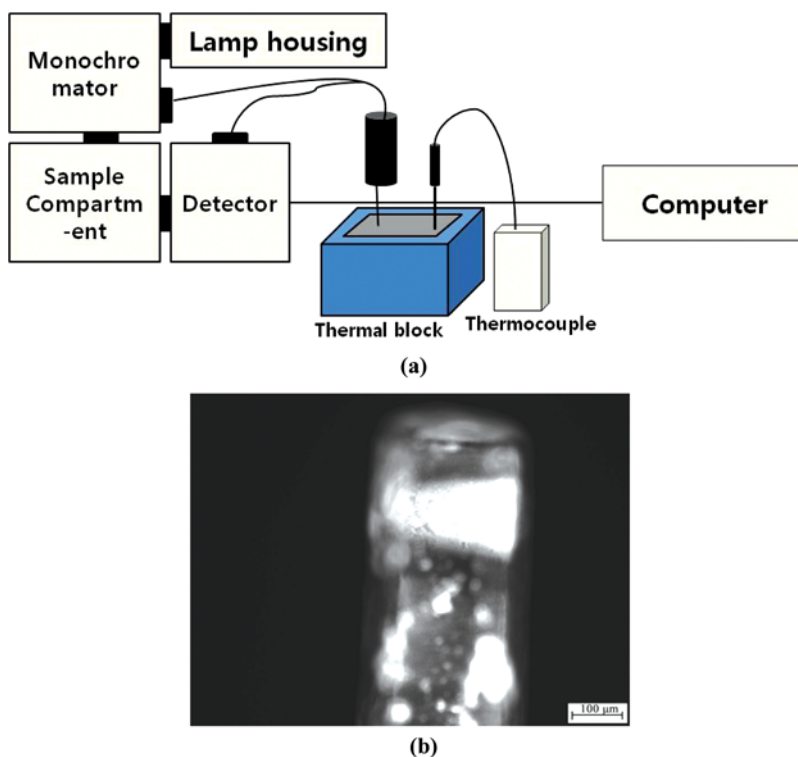 Lamp housing
Monochro
mator
Sample
Compartm
-ent
Detector
Computer
Thermal block
Thermocouple
(a)
100 μm
(b)